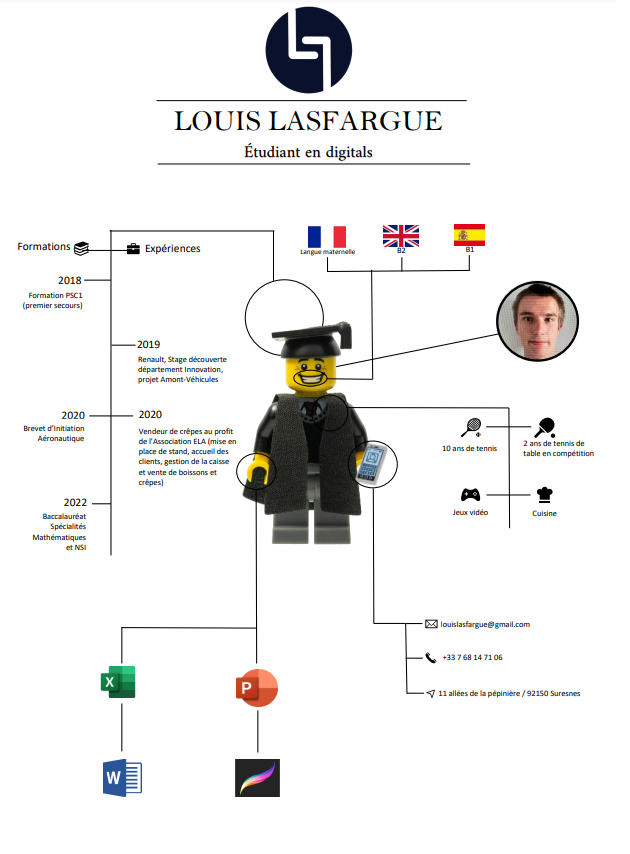 LOUIS LASFARGUE
Étudiant en digitals
Formations
Expériences
2018
Formation PSC1
(premier secours)
2019
Renault, Stage découverte
département Innovation,
projet Amont-Véhicules
2020
Brevet d'Initiation
Aéronautique
2020
Vendeur de crêpes au profit
de l'Association ELA (mise en
place de stand, accueil des
clients, gestion de la caisse
et vente de boissons et
crêpes)
2022
Baccalauréat
Spécialités
Mathématiques
et NSI
Langue maternelle
B2
B1
10 ans de tennis
2 ans de tennis de
table en compétition
Jeux vidéo
Cuisine
louislasfargue@gmail.com
+33 7 68 14 71 06
11 allées de la pépinière / 92150 Suresnes
X
P
W